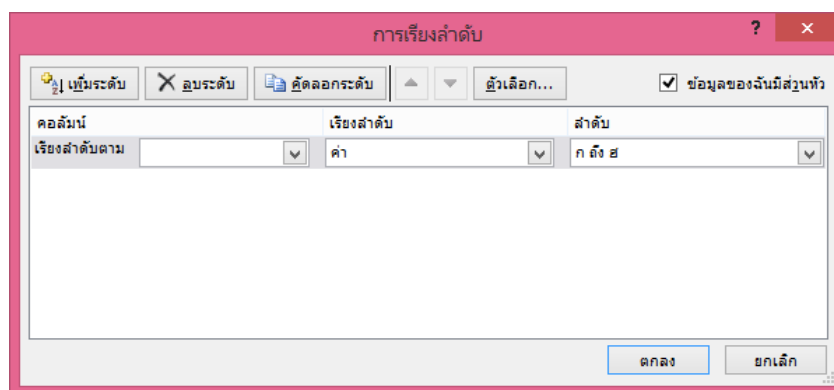 การเรียงลำดับ ?
เพิ่มระดับ ลบระดับ คัดลอกระดับ ตัวเลือก... ข้อมูลของฉันมีส่วนหัว
คอลัมน์ เรียงลำดับ ลำดับ
เรียงลำดับตาม ค่า ก ถึง ฮ
ตกลง ยกเลิก